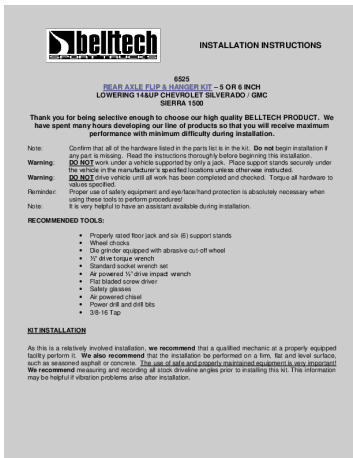 belltech
SPORT TRUCKS
INSTALLATION INSTRUCTIONS
6525
REAR AXLE FLIP & HANGER KIT – 5 OR 6 INCH
LOWERING 14&UP CHEVROLET SILVERADO / GMC
SIERRA 1500
Thank you for being selective enough to choose our high quality BELLTECH PRODUCT. We
have spent many hours developing our line of products so that you will receive maximum
performance with minimum difficulty during installation.
Note: Confirm that all of the hardware listed in the parts list is in the kit. Do not begin installation if
any part is missing. Read the instructions thoroughly before beginning this installation.
Warning: DO NOT work under a vehicle supported by only a jack. Place support stands securely under
the vehicle in the manufacturer's specified locations unless otherwise instructed.
Warning: DO NOT drive vehicle until all work has been completed and checked. Torque all hardware to
values specified.
Reminder: Proper use of safety equipment and eye/face/hand protection is absolutely necessary when
using these tools to perform procedures!
Note: It is very helpful to have an assistant available during installation.
RECOMMENDED TOOLS:
• Properly rated floor jack and six (6) support stands
• Wheel chocks
• Die grinder equipped with abrasive cut-off wheel
• ½" drive torque wrench
• Standard socket wrench set
• Air powered ½" drive impact wrench
• Flat bladed screw driver
• Safety glasses
• Air powered chisel
• Power drill and drill bits
• 3/8-16 Tap
KIT INSTALLATION
As this is a relatively involved installation, we recommend that a qualified mechanic at a properly equipped
facility perform it. We also recommend that the installation be performed on a firm, flat and level surface,
such as seasoned asphalt or concrete. The use of safe and properly maintained equipment is very important!
We recommend measuring and recording all stock driveline angles prior to installing this kit. This information
may be helpful if vibration problems arise after installation.